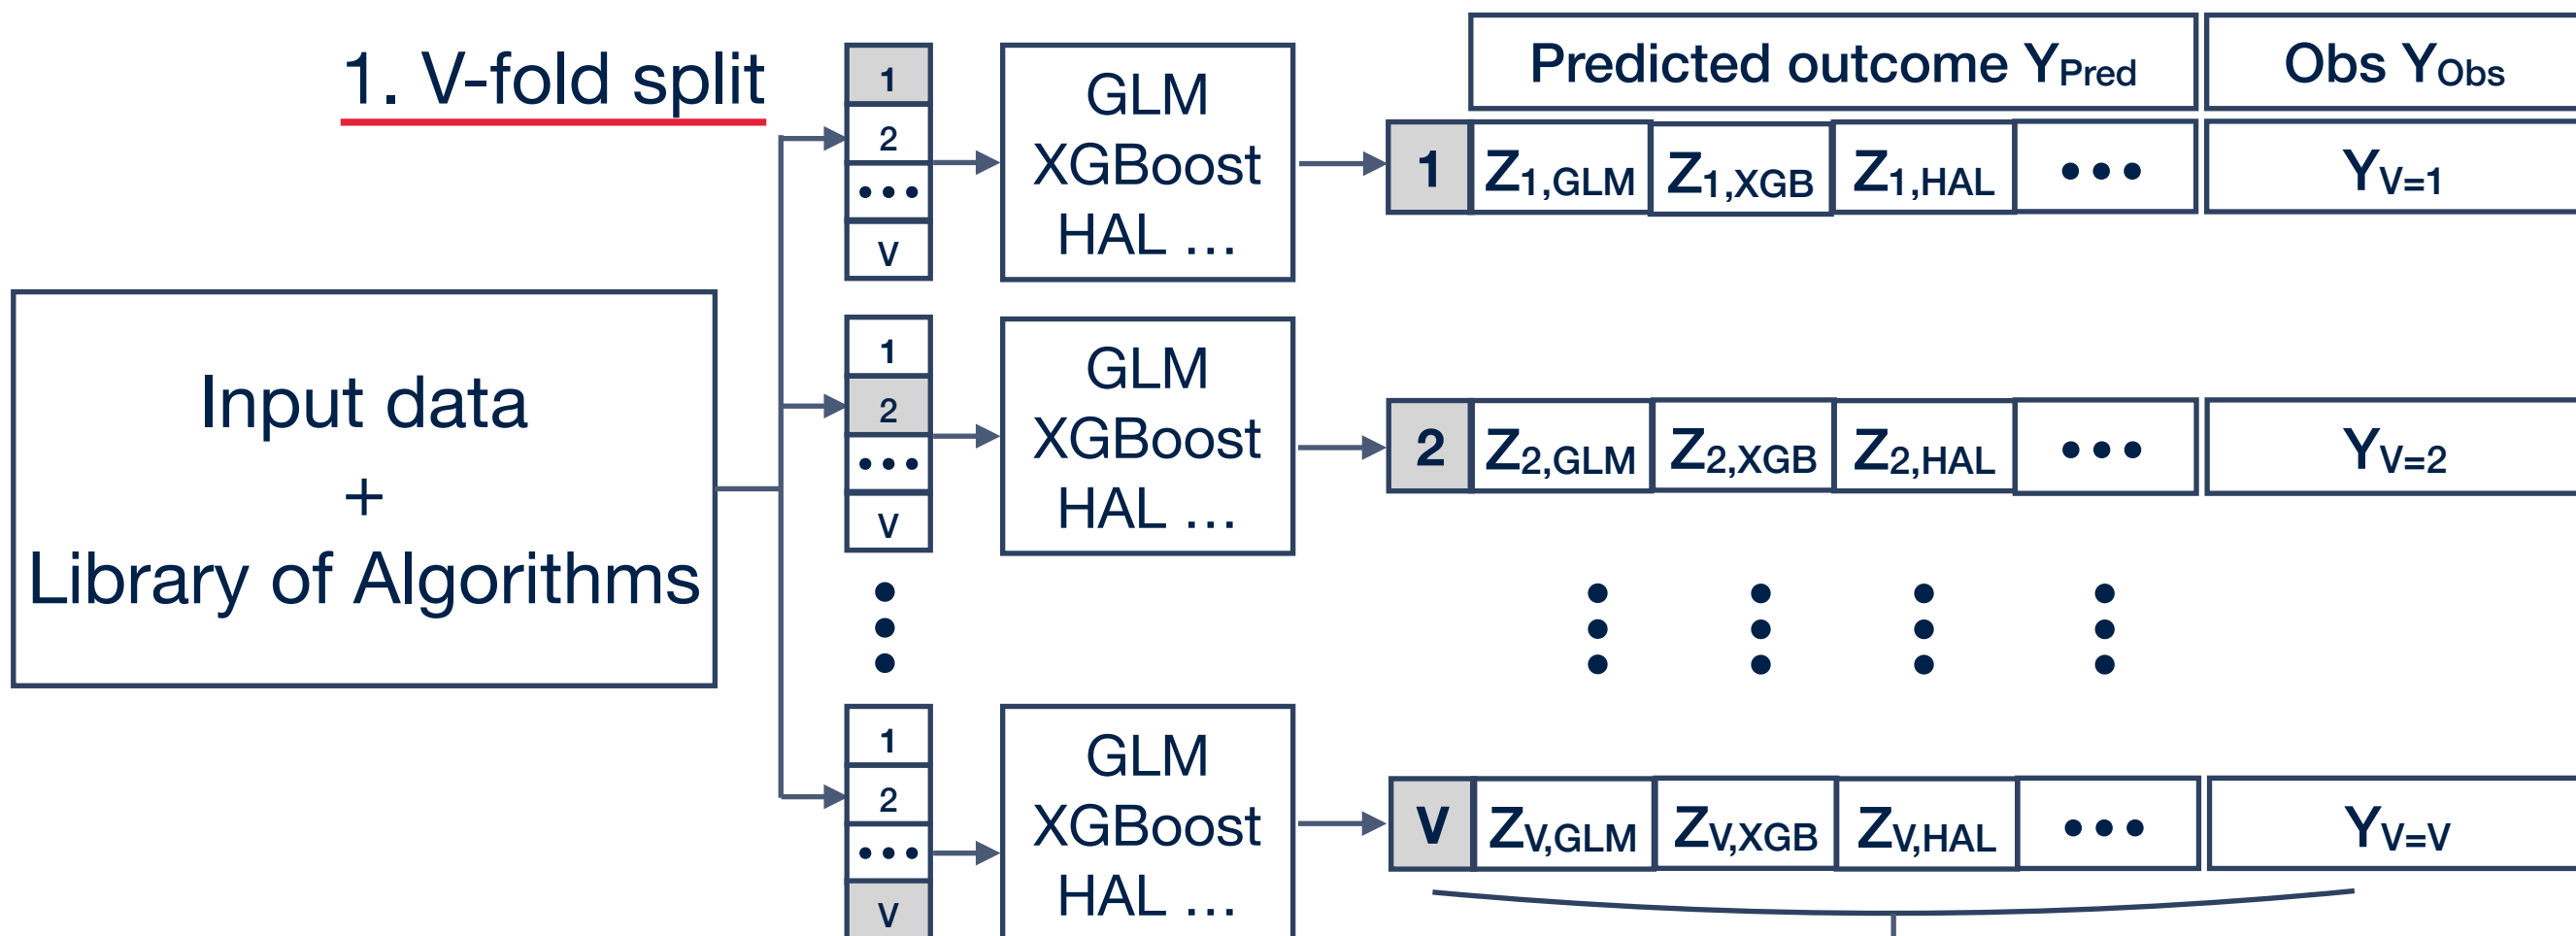 1. V-fold split
Input data
+
Library of Algorithms
1
2
•••
V
GLM
XGBoost
HAL ...
Predicted outcome YPred
Obs YObs
1 Z1,GLM Z1,XGB Z1,HAL ••• YV=1
1
2
•••
V
GLM
XGBoost
HAL ...
2 Z2,GLM Z2,XGB Z2,HAL ••• YV=2
1
2
•••
V
GLM
XGBoost
HAL ...
V ZV,GLM ZV,XGB ZV,HAL ••• YV=V